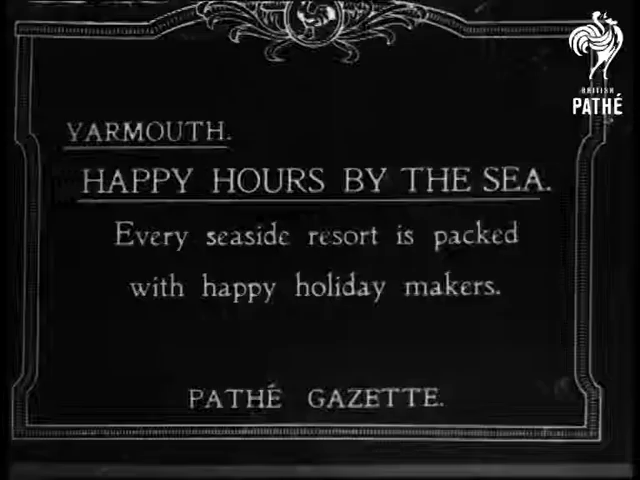 BRITISH
PATHÉ
YARMOUTH.
HAPPY HOURS BY THE SEA.
Every seaside resort is packed
with happy holiday makers.
PATHÉ GAZETTE.